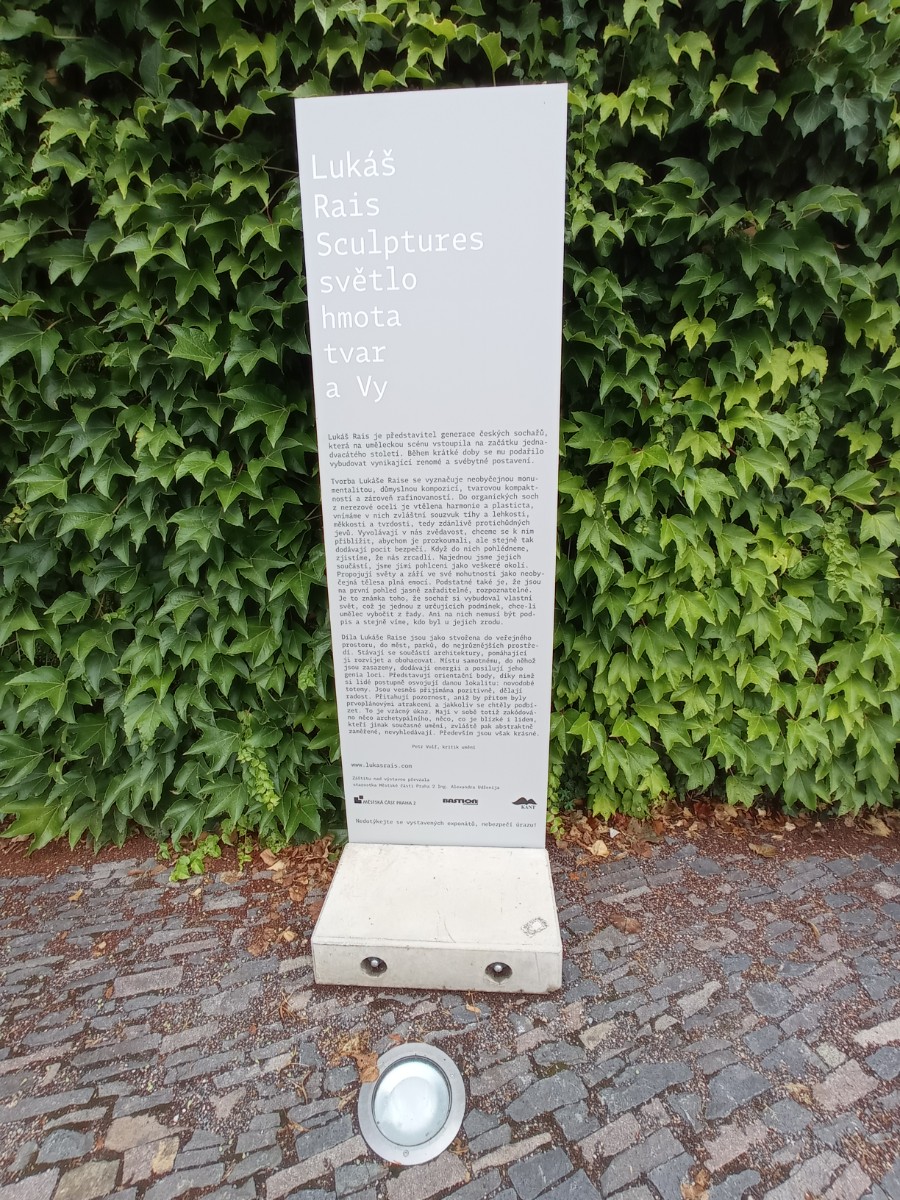 Lukáš
Rais
Sculptures
světlo
hmota
tvar
a Vy
Lukáš Rais je představitel generace českých sochařů,
která na uměleckou scénu vstoupila na začátku jedna-
dvacátého století. Během krátké doby se mu podařilo
vybudovat vynikající renomé a svébytné postavení.
Tvorba Lukáše Raise se vyznačuje neobyčejnou monu-
mentalitou, důmyslnou kompozicí, tvarovou kompakt-
ností a zároveň rafinovaností. Do organických soch
z nerezové oceli je vtělena harmonie a plasticita,
vnímáme v nich zvláštní souzvuk tíhy a lehkosti,
měkkosti a tvrdosti, tedy zdánlivě protichůdných
jevů. Vyvolávají v nás zvědavost, chceme se k nim
přiblížit, abychom je prozkoumali, ale stejně tak
dodávají pocit bezpečí. Když do nich pohlédneme,
zjistíme, že nás zrcadlí. Najednou jsme jejich
součástí, jsme jimi pohlceni jako veškeré okolí.
Propojují světy a září ve své mohutnosti jako neoby-
čejná tělesa plná emocí. Podstatné také je, že jsou
na první pohled jasně zařaditelné, rozpoznatelné.
Je to známka toho, že sochař si vybudoval vlastní
svět, což je jednou z určujících podmínek, chce-li
umělec vybočit z řady. Ani na nich nemusí být pod-
pis a stejně víme, kdo byl u jejich zrodu.
Díla Lukáše Raise jsou jako stvořena do veřejného
prostoru, do měst, parků, do nejrůznějších prostře-
dí. Stávají se součástí architektury, pomáhající
ji rozvíjet a obohacovat. Místu samotnému, do něhož
jsou zasazony, dodávají energii a posilují jeho
genia loci. Představují orientační body, díky nimž
si lidé postupně osvojují danou lokalitu: novodobé
totemy. Jsou vesměs přijímána pozitivně, dělají
radost. Přitahují pozornost, aniž by přitom byly
prvoplánovými atrakcemi a jakkoliv se chtěly podbí-
zet. To je vzácný úkaz. Mají v sobě totiž zakódová-
no něco archetypálního, něco, co je blízké i lidem,
kteří jinak současné umění, zvláště pak abstraktně
zaměřené, nevyhledávají. Především jsou však krásné.
Petr Volf, kritik umění
www.lukasrais.com
Záštitu nad výstavou převzala
starostka Městské části Praha 2 Ing. Alexandra Udženija
MĚSTSKÁ ČÁST PRAHA 2
BASTION
KÁNT
Nedotýkejte se vystavených exponátů, nebezpečí úrazu!